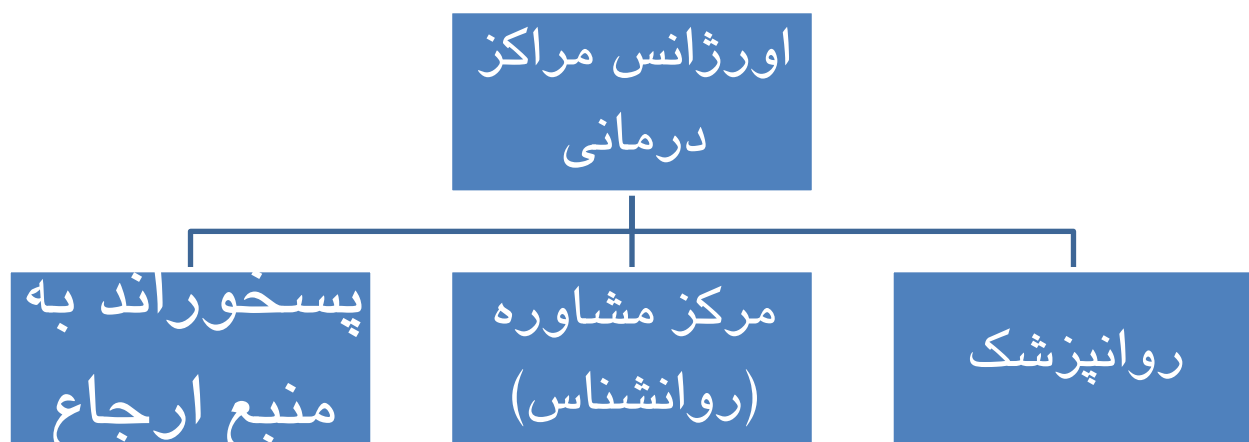 اورژانس مراکز
درمانی
روانپزشک
مرکز مشاوره
(روانشناس)
پسخوراند به
منبع ارجاع